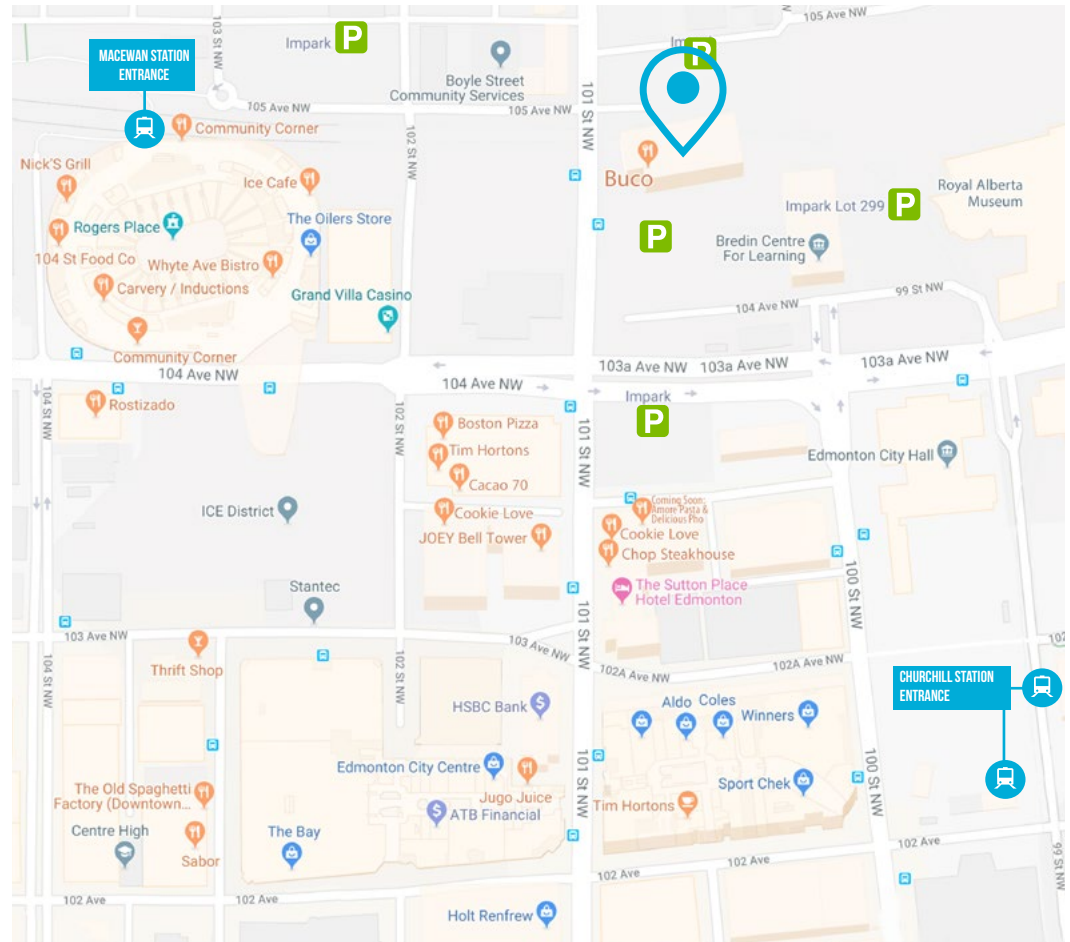 105 Ave NW
103 St NW
Impark
P
Im
P
MACEWAN STATION
ENTRANCE
Boyle Street
Community Services
101 St NW
105 Ave NW
105 Ave NW
Community Corner
102 St NW
Nick'S Grill
Ice Cafe
Buco
Royal Alberta
Museum
Rogers Place
The Oilers Store
Impark Lot 299
P
P
104 St Food Co
Whyte Ave Bistro
Bredin Centre
For Learning
Carvery / Inductions
Grand Villa Casino
99 St NW
104 Ave NW
Community Corner
104 Ave NW
103a Ave NW
103a Ave NW
103a Ave NW
104 Ave NW
Impark
P
104 St NW
Rostizado
102 St NW
Boston Pizza
101 St NW
Tim Hortons
Edmonton City Hall
Cacao 70
ICE District
Cookie Love
Coming Soon:
Amore Pasta &
Delicious Pho
JOEY Bell Tower
Cookie Love
Chop Steakhouse
Stantec
The Sutton Place
Hotel Edmonton
100 St NW
103 Ave NW
101 St NW
103 Ave NW
102
Thrift Shop
104 St NW
102 St NW
102A Ave NW
102A Ave NW
CHURCHILL STATION
ENTRANCE
HSBC Bank
$
Aldo
Coles
Winners
Edmonton City Centre
101 St NW
100 St NW
Jugo Juice
Sport Chek
The Old Spaghetti
Factory (Downtown...
ATB Financial
$
Tim Hortons
Centre High
The Bay
Sabor
102 Ave
102 Ave
99 St NW
102 Ave
102 Ave
102 Ave
Holt Renfrew